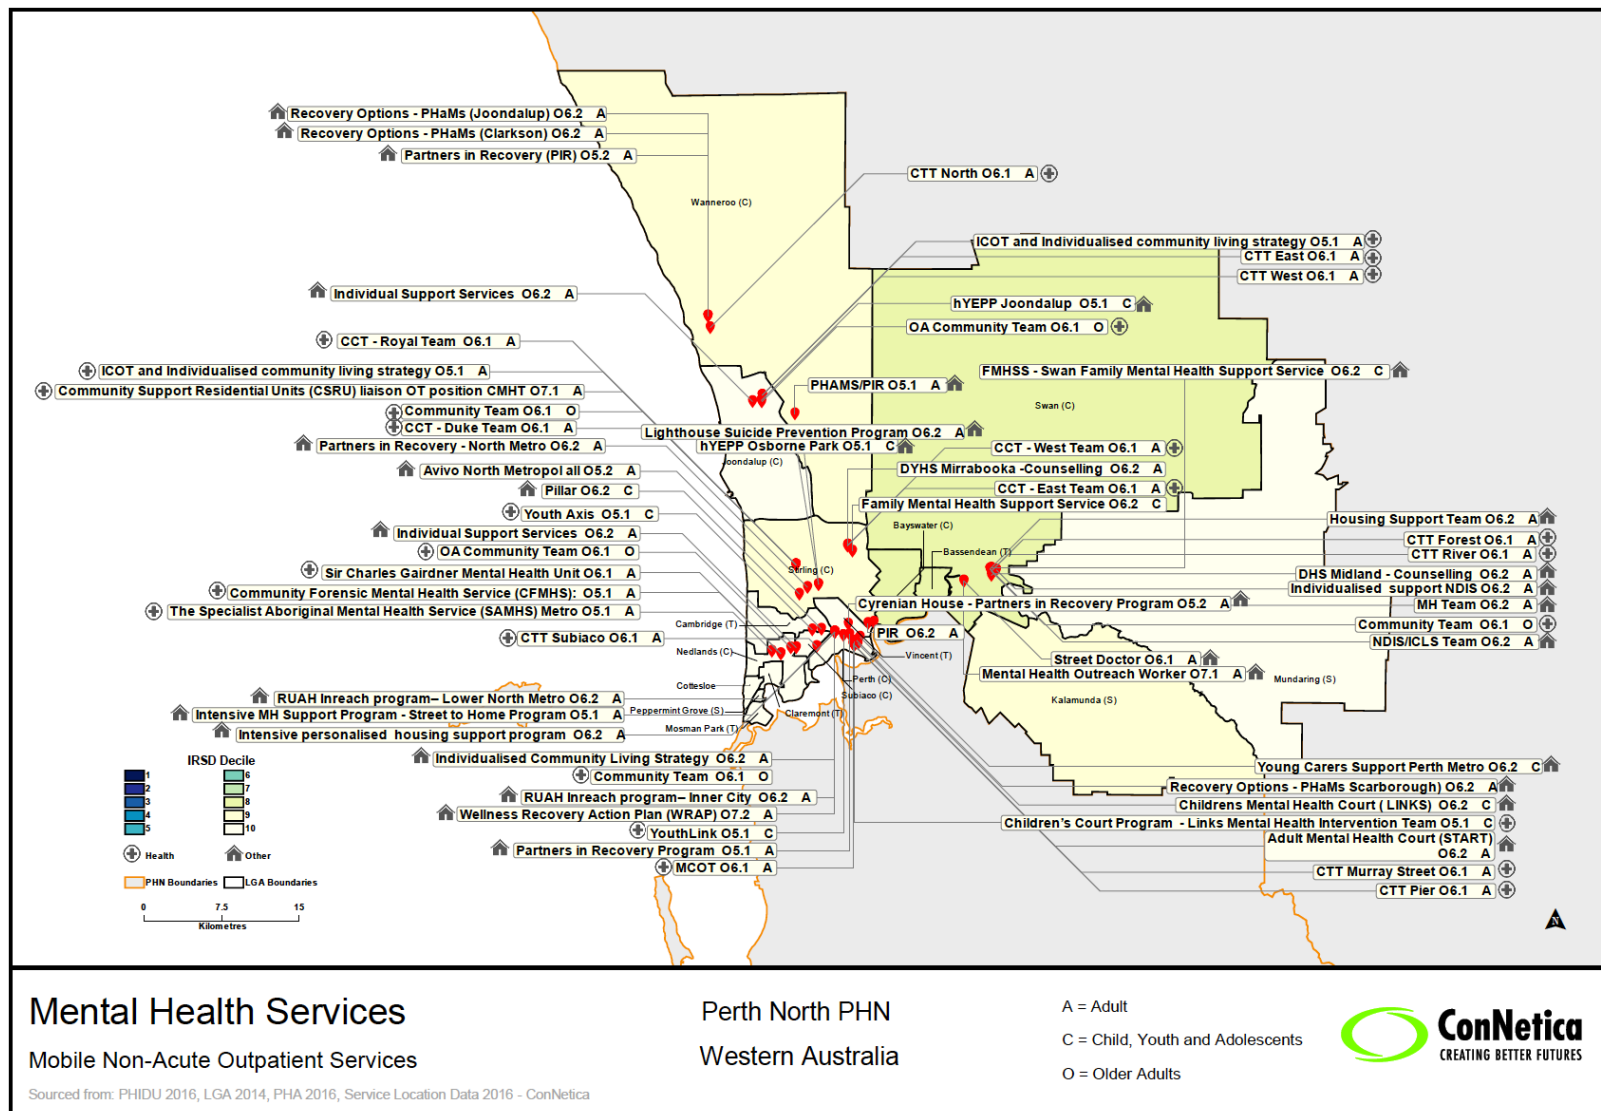 Recovery Options - PHaMs (Joondalup) O6.2 A
Recovery Options - PHaMs (Clarkson) O6.2 A
Partners in Recovery (PIR) O5.2 A
CTT North O6.1 A
Wanneroo (C)
ICOT and Individualised community living strategy O5.1 A
CTT East O6.1 A
CTT West O6.1 A
Individual Support Services O6.2 A
hYEPP Joondalup O5.1 C
OA Community Team O6.1 O
CCT - Royal Team O6.1 A
ICOT and Individualised community living strategy O5.1 A
FMHSS - Swan Family Mental Health Support Service O6.2 C
Community Support Residential Units (CSRU) liaison OT position CMHT O7.1 A
PHAMS/PIR O5.1 A
Swan (C)
Community Team O6.1 O
CCT - Duke Team O6.1 A
Lighthouse Suicide Prevention Program O6.2 A
Partners in Recovery - North Metro O6.2 A
hYEPP Osborne Park O5.1 C
CCT - West Team O6.1 A
Joondalup (C)
Avivo North Metropol all O5.2 A
DYHS Mirrabooka -Counselling O6.2 A
Pillar O6.2 C
CCT - East Team O6.1 A
Family Mental Health Support Service O6.2 C
Youth Axis O5.1 C
Bayswater (C)
Housing Support Team O6.2 A
Individual Support Services O6.2 A
CTT Forest O6.1 A
OA Community Team O6.1 O
Bassendean (T)
CTT River O6.1 A
Sir Charles Gairdner Mental Health Unit O6.1 A
Stirling (C)
DHS Midland - Counselling O6.2 A
Individualised support NDIS O6.2 A
Community Forensic Mental Health Service (CFMHS): O5.1 A
Cyrenian House - Partners in Recovery Program O5.2 A
MH Team O6.2 A
The Specialist Aboriginal Mental Health Service (SAMHS) Metro O5.1 A
Cambridge (T)
Community Team O6.1 O
CTT Subiaco O6.1 A
PIR O6.2 A
NDIS/ICLS Team O6.2 A
Nedlands (C)
Vincent (T)
Street Doctor O6.1 A
Mental Health Outreach Worker O7.1 A
Perth (C)
Mundaring (S)
Cottesloe
Subiaco (C)
RUAH Inreach program– Lower North Metro O6.2 A
Kalamunda (S)
Peppermint Grove (S)
Claremont (T)
Intensive MH Support Program - Street to Home Program O5.1 A
Mosman Park (T)
Intensive personalised housing support program O6.2 A
Individualised Community Living Strategy O6.2 A
Young Carers Support Perth Metro O6.2 C
Community Team O6.1 O
Recovery Options - PHaMs Scarborough) O6.2 A
RUAH Inreach program– Inner City O6.2 A
Childrens Mental Health Court ( LINKS) O6.2 C
Wellness Recovery Action Plan (WRAP) O7.2 A
Children's Court Program - Links Mental Health Intervention Team O5.1 C
YouthLink O5.1 C
Adult Mental Health Court (START)
O6.2 A
Partners in Recovery Program O5.1 A
MCOT O6.1 A
CTT Murray Street O6.1 A
CTT Pier O6.1 A
IRSD Decile
1 6
2 7
3 8
4 9
5 10
Health Other
PHN Boundaries LGA Boundaries
0 7.5 15
Kilometres
N
Mental Health Services
Mobile Non-Acute Outpatient Services
Sourced from: PHIDU 2016, LGA 2014, PHA 2016, Service Location Data 2016 - ConNetica
Perth North PHN
Western Australia
A = Adult
C = Child, Youth and Adolescents
O = Older Adults
ConNetica
CREATING BETTER FUTURES